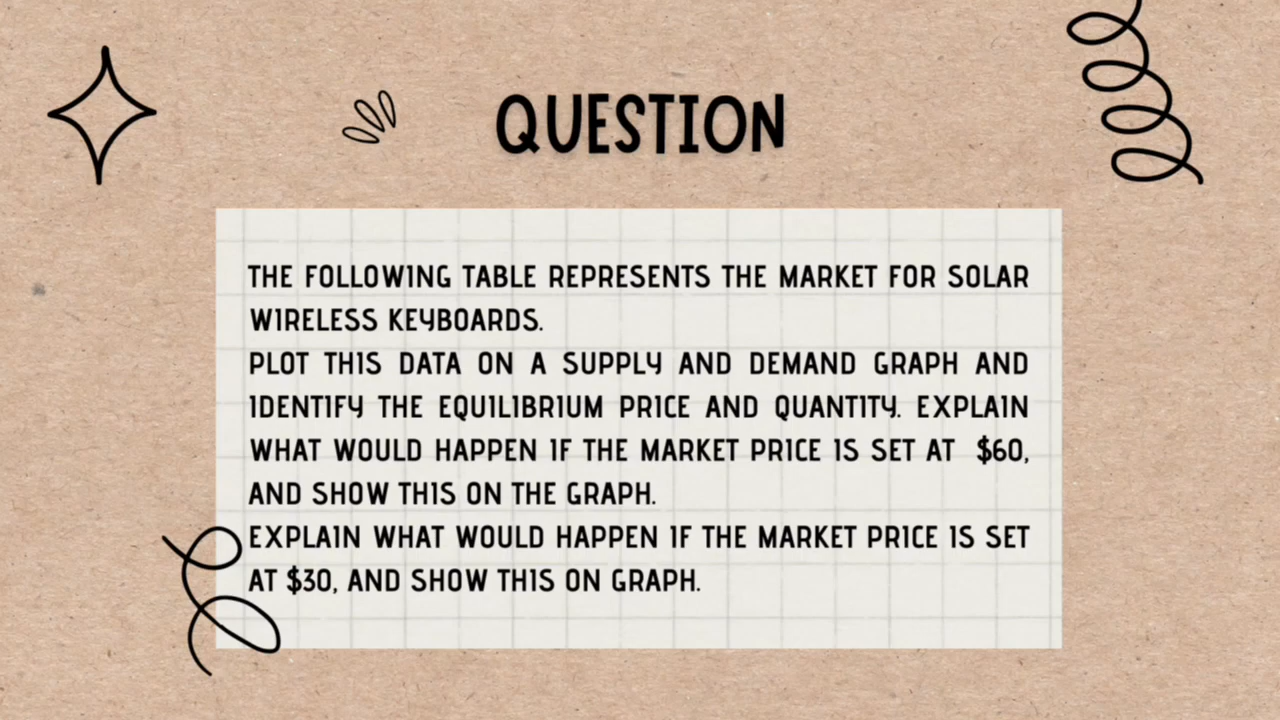 QUESTION
THE FOLLOWING TABLE REPRESENTS THE MARKET FOR SOLAR
WIRELESS KEYBOARDS.
PLOT THIS DATA ON A SUPPLY AND DEMAND GRAPH AND
IDENTIFY THE EQUILIBRIUM PRICE AND QUANTITY. EXPLAIN
WHAT WOULD HAPPEN IF THE MARKET PRICE IS SET AT $60,
AND SHOW THIS ON THE GRAPH.
EXPLAIN WHAT WOULD HAPPEN IF THE MARKET PRICE IS SET
AT $30, AND SHOW THIS ON GRAPH.